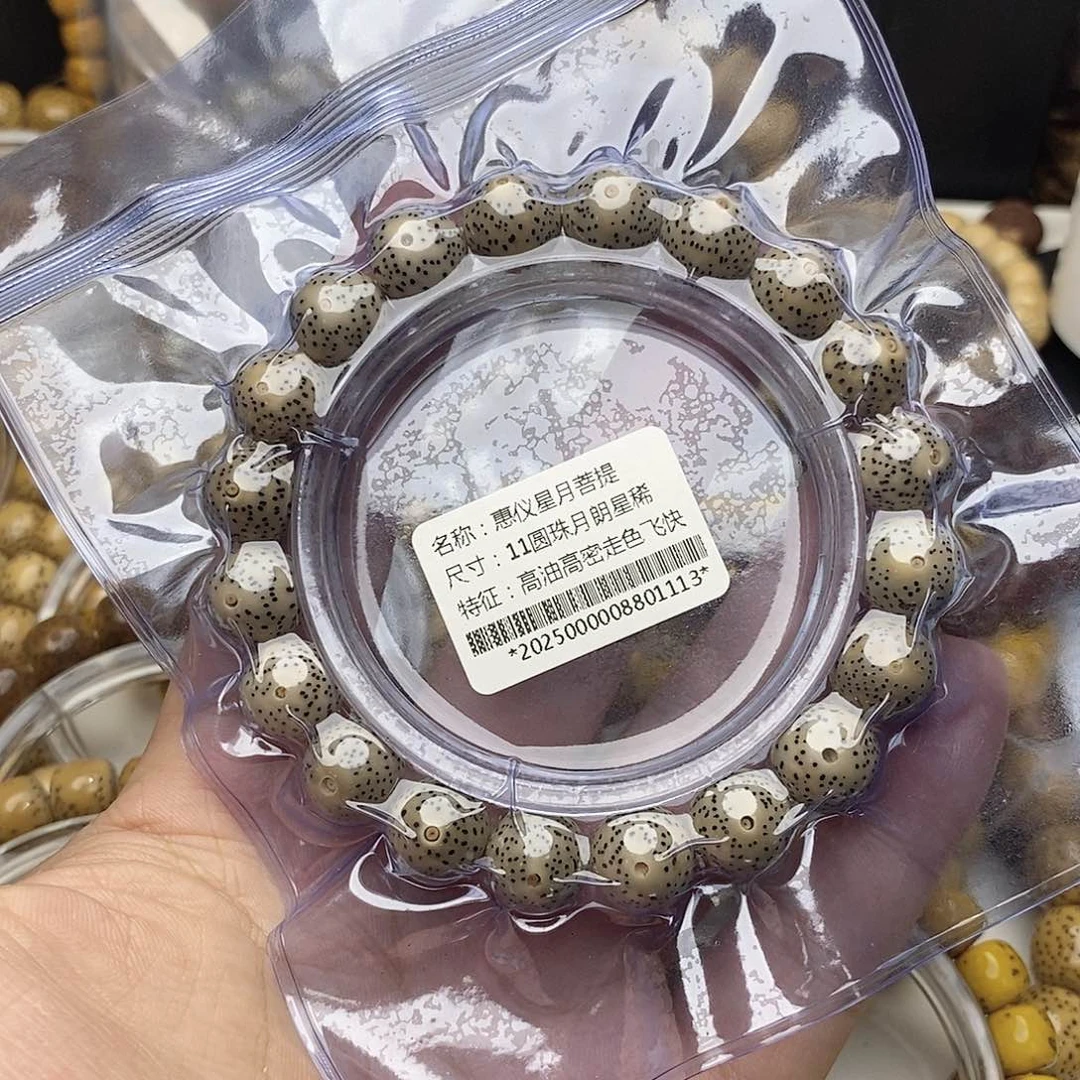 名称：惠仪星月菩提
尺寸：11圆珠月朗星稀
特征：高油高密走色飞快
*2025000008801113*